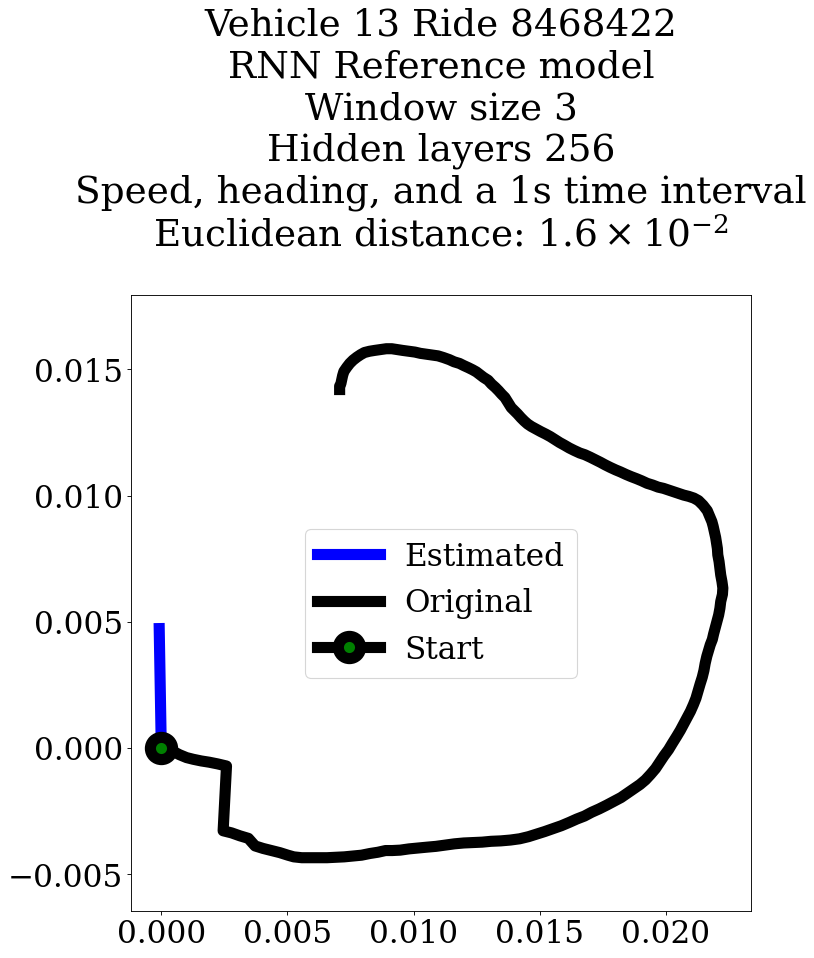 Vehicle 13 Ride 8468422
RNN Reference model
Window size 3
Hidden layers 256
Speed, heading, and a 1s time interval
Euclidean distance: 1.6 × 10⁻²
0.015
0.010
0.005
0.000
−0.005
Estimated
Original
Start
0.000 0.005 0.010 0.015 0.020